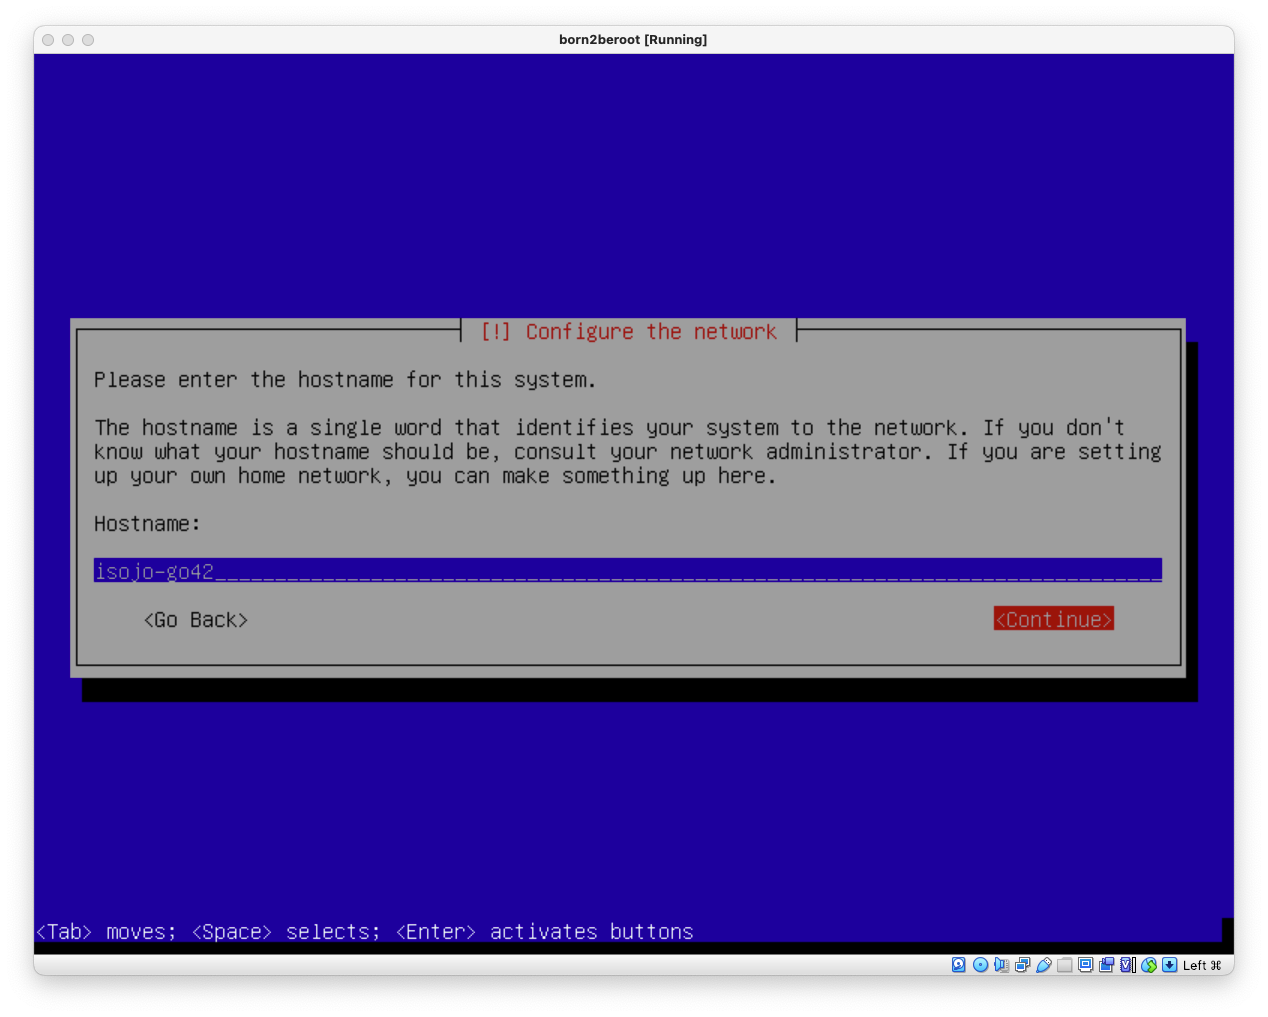 born2beroot [Running]
[!] Configure the network
Please enter the hostname for this system.
The hostname is a single word that identifies your system to the network. If you don't
know what your hostname should be, consult your network administrator. If you are setting
up your own home network, you can make something up here.
Hostname:
isojo-go42
<Go Back>
<Continue>
<Tab> moves; <Space> selects; <Enter> activates buttons
Left ⌘